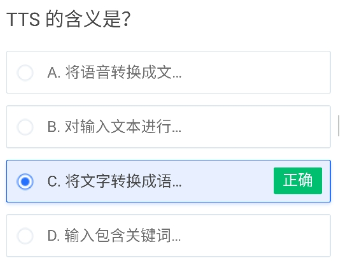 TTS 的含义是?
A. 将语音转换成文...
B. 对输入文本进行...
C. 将文字转换成语...
正确
D. 输入包含关键词...